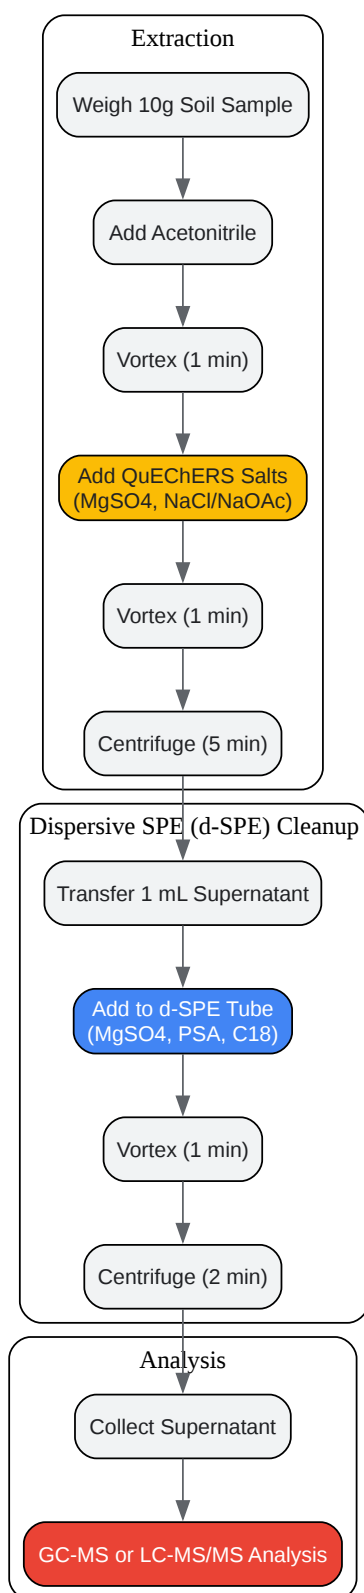 Extraction
Weigh 10g Soil Sample
Add Acetonitrile
Vortex (1 min)
Add QuEChERS Salts
(MgSO4, NaCl/NaOAc)
Vortex (1 min)
Centrifuge (5 min)
Dispersive SPE (d-SPE) Cleanup
Transfer 1 mL Supernatant
Add to d-SPE Tube
(MgSO4, PSA, C18)
Vortex (1 min)
Centrifuge (2 min)
Analysis
Collect Supernatant
GC-MS or LC-MS/MS Analysis